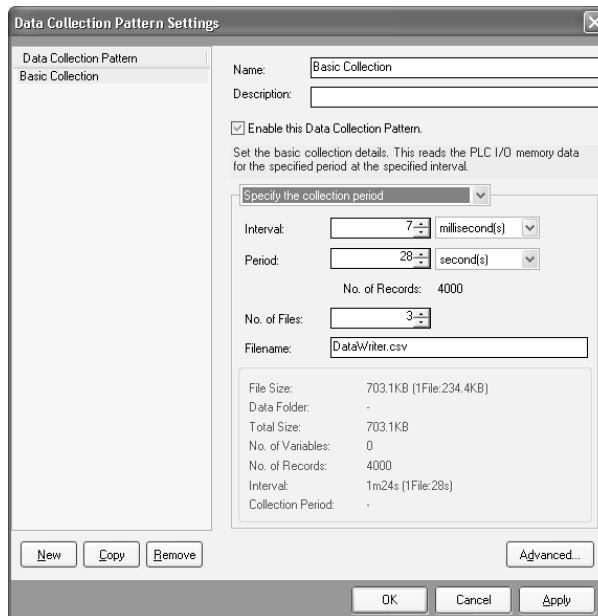 Data Collection Pattern Settings
Data Collection Pattern
Basic Collection
Name: Basic Collection
Description:
Enable this Data Collection Pattern.
Set the basic collection details. This reads the PLC I/O memory data
for the specified period at the specified interval.
Specify the collection period
Interval: 7 millisecond(s)
Period: 28 second(s)
No. of Records: 4000
No. of Files: 3
Filename: DataWriter.csv
File Size: 703.1KB (1File:234.4KB)
Data Folder: -
Total Size: 703.1KB
No. of Variables: 0
No. of Records: 4000
Interval: 1m24s (1File:28s)
Collection Period: -
New Copy Remove Advanced...
OK Cancel Apply